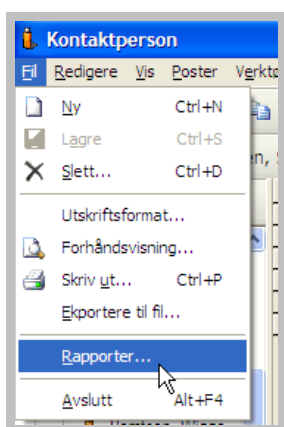 Kontaktperson
Fil Redigere Vis Poster
Ny Ctrl+N
Lagre Ctrl+S
Slett... Ctrl+D
Utskriftsformat...
Forhåndsvisning...
Skriv ut... Ctrl+P
Eksportere til fil...
Rapporter...
Avslutt Alt+F4